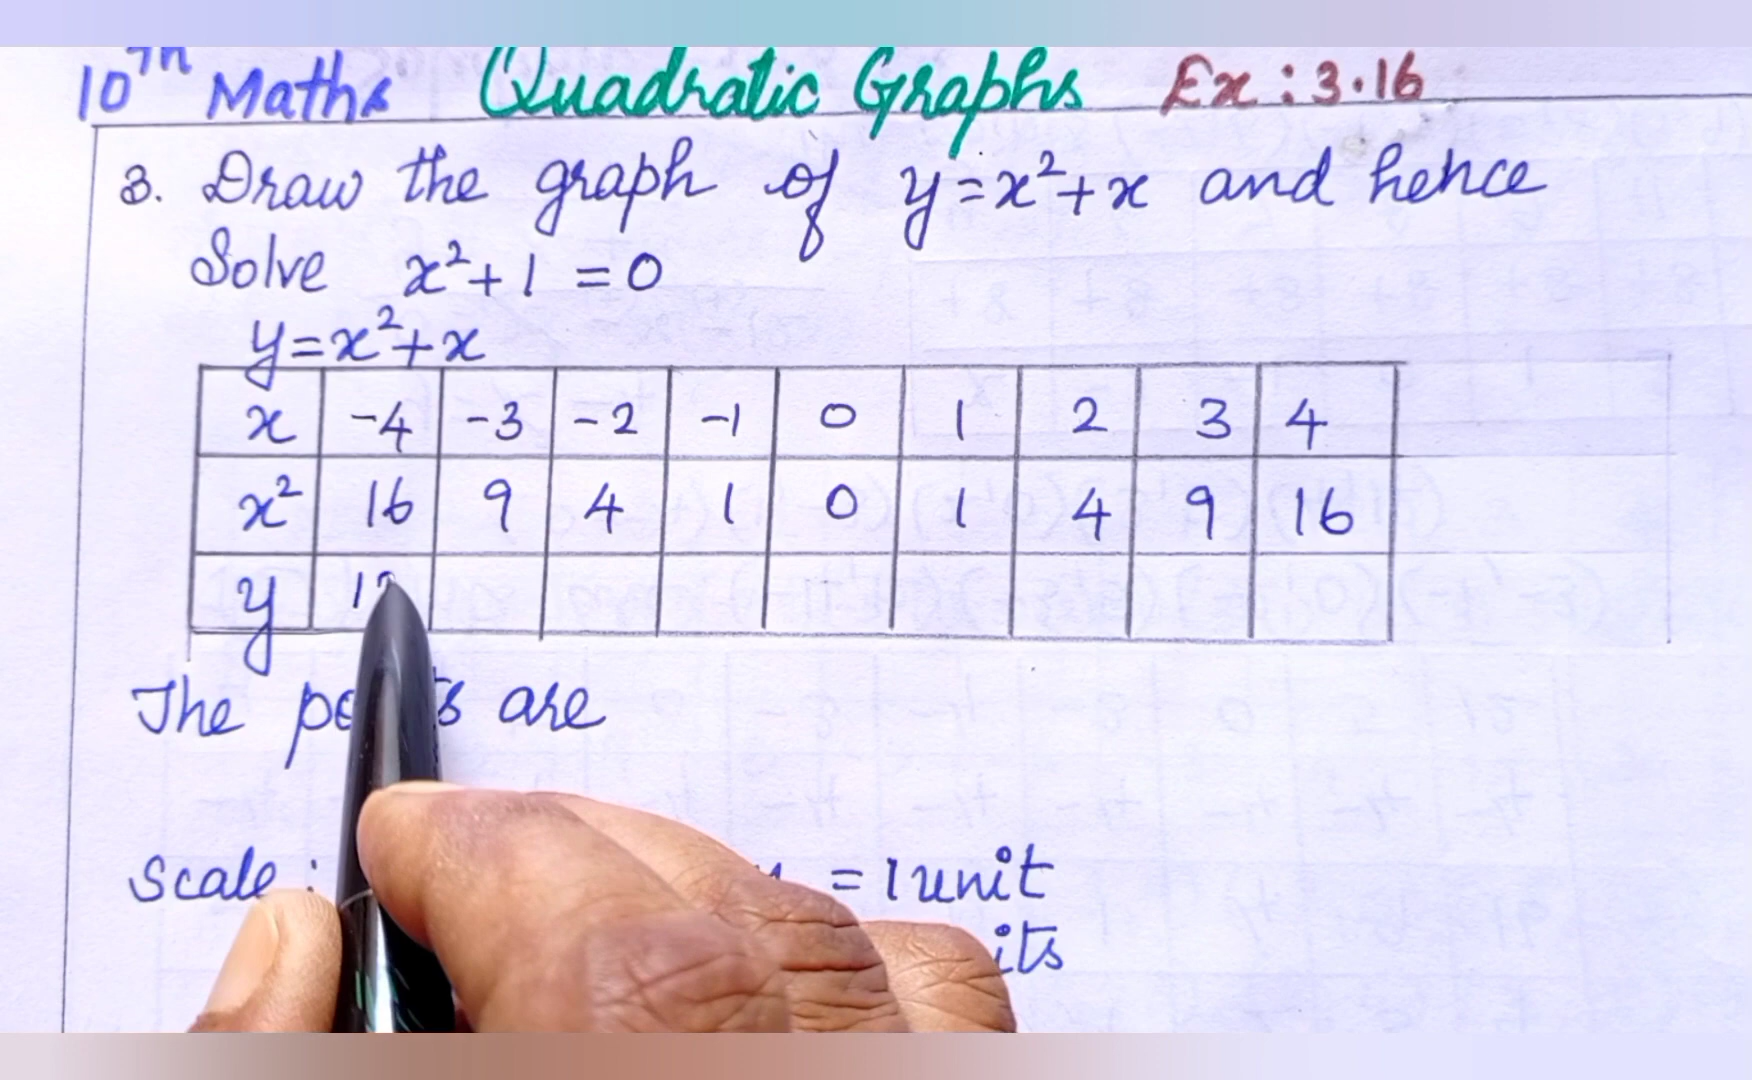 10th Maths Quadratic Graphs Ex: 3.16
3. Draw the graph of y=x²+x and hence
Solve x²+1=0
y=x²+x
x -4 -3 -2 -1 0 1 2 3 4
x² 16 9 4 1 0 1 4 9 16
y
The are
Scale: = 1 unit